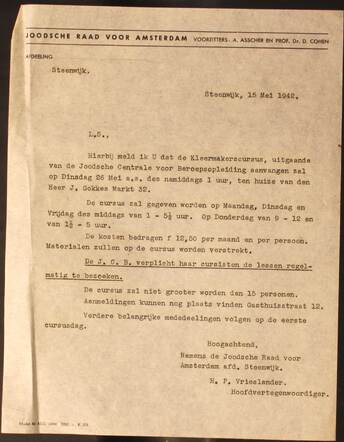 JOODSCHE RAAD VOOR AMSTERDAM VOORZITTERS: A. ASSCHER EN PROF. Dr. D. COHEN
AFDEELING
Steenwijk.
Steenwijk, 15 Mei 1942.
L.S.,
Hierbij meld ik U dat de Kleermakerscursus, uitgaande
van de Joodsche Centrale voor Beroepsopleiding aanvangen zal
op Dinsdag 26 Mei a.s. des namiddags 1 uur, ten huize van den
Heer J. Gokkes Markt 32.
De cursus zal gegeven worden op Maandag, Dinsdag en
Vrijdag des middags van 1 - 5½ uur. Op Donderdag van 9 - 12 en
van 1½ - 5 uur.
De kosten bedragen f 12,50 per maand en per persoon.
Materialen zullen op de cursus worden verstrekt.
De J. C. B. verplicht haar cursisten de lessen regel-
matig te bezoeken.
De cursus zal niet grooter worden dan 15 personen.
Aanmeldingen kunnen nog plaats vinden Gasthuisstraat 12.
Verdere belangrijke mededeelingen volgen op de eerste
cursusdag.
Hoogachtend,
Namens de Joodsche Raad voor
Amsterdam afd. Steenwijk.
H. P. Vrieslander.
Hoofdvertegenwoordiger.